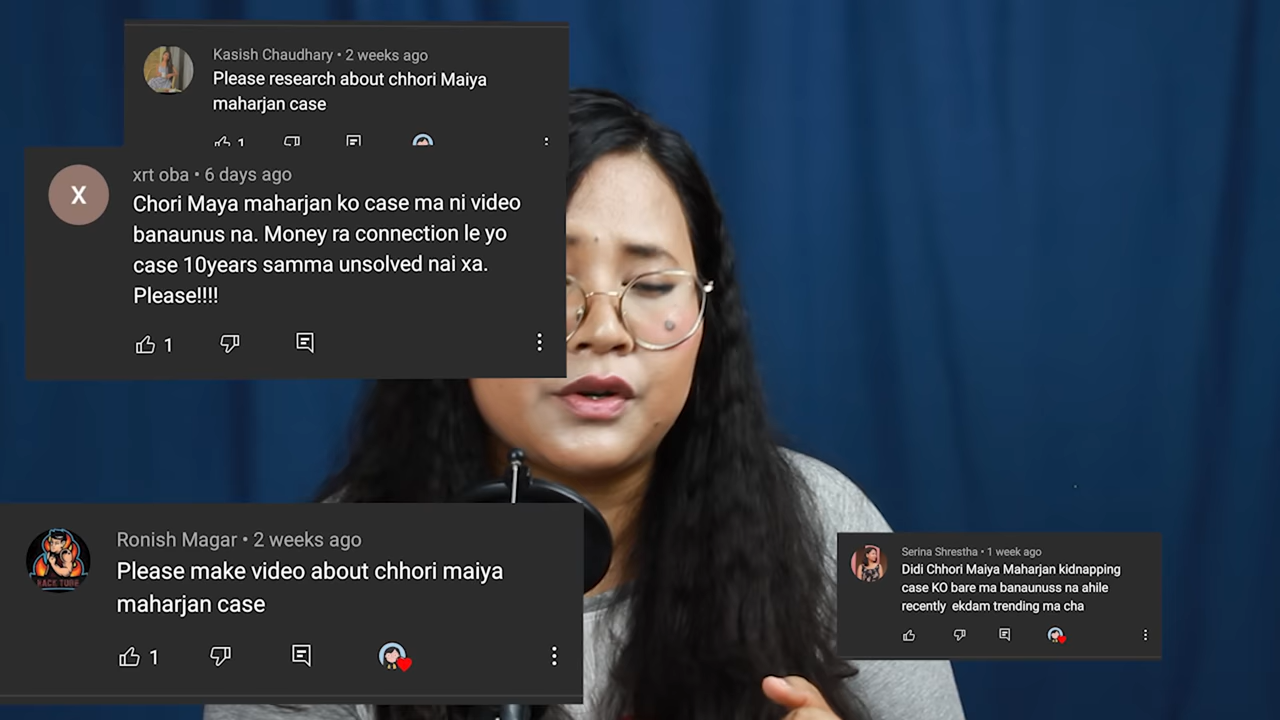 Kasish Chaudhary • 2 weeks ago
Please research about chhori Maiya
maharjan case
1
X
xrt oba • 6 days ago
Chori Maya maharjan ko case ma ni video
banaunus na. Money ra connection le yo
case 10years samma unsolved nai xa.
Please!!!!
1
Ronish Magar • 2 weeks ago
Please make video about chhori maiya
maharjan case
1
RACK TUBE
Serina Shrestha • 1 week ago
Didi Chhori Maiya Maharjan kidnapping
case KO bare ma banaunuss na ahile
recently ekdam trending ma cha